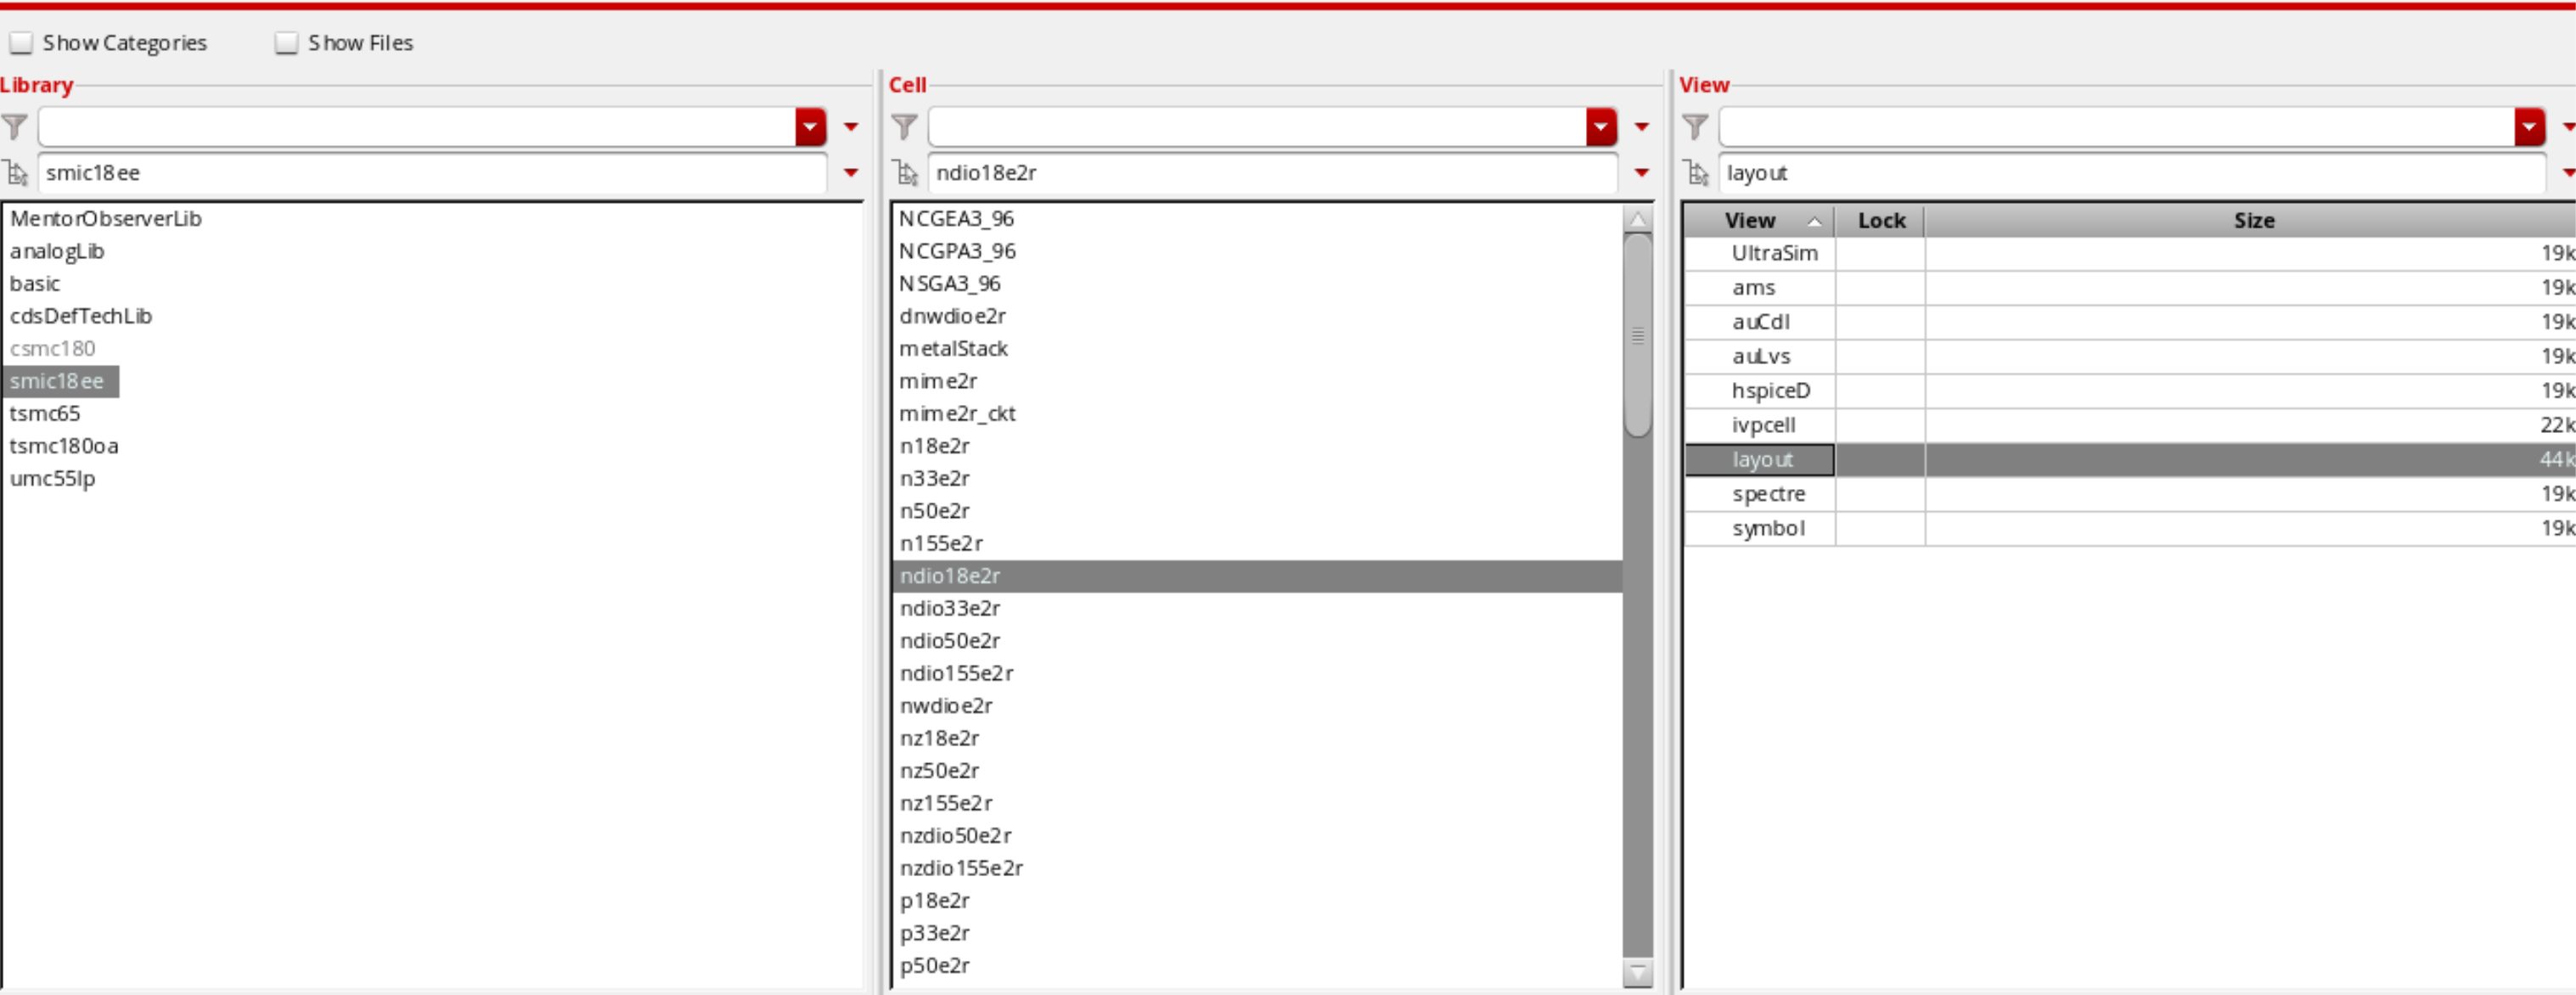 Show Categories Show Files
Library
smic18ee
MentorObserverLib
analogLib
basic
cdsDefTechLib
csmc180
smic18ee
tsmc65
tsmc180oa
umc55lp
Cell
ndio18e2r
NCGEA3_96
NCGPA3_96
NSGA3_96
dnwdioe2r
metalStack
mime2r
mime2r_ckt
n18e2r
n33e2r
n50e2r
n155e2r
ndio18e2r
ndio33e2r
ndio50e2r
ndio155e2r
nwdioe2r
nz18e2r
nz50e2r
nz155e2r
nzdio50e2r
nzdio155e2r
p18e2r
p33e2r
p50e2r
View
layout
View Lock Size
UltraSim 19k
ams 19k
auCdl 19k
auLvs 19k
hspiceD 19k
ivpcell 22k
layout 44k
spectre 19k
symbol 19k